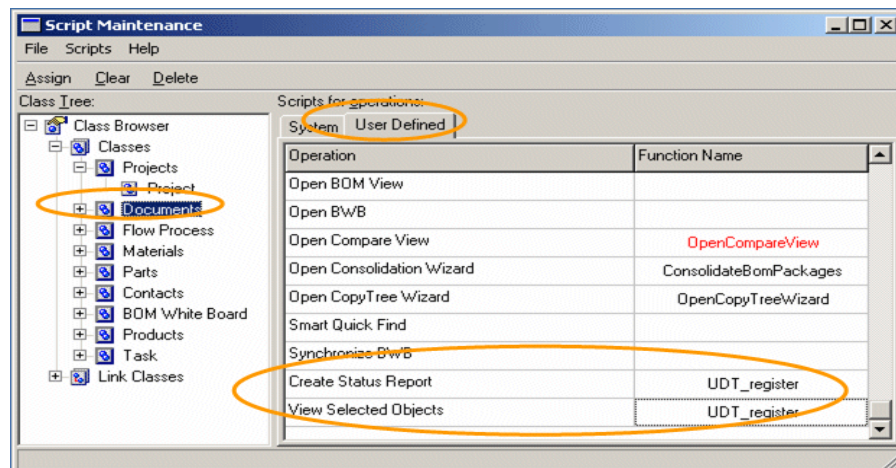 Script Maintenance
File Scripts Help
Assign Clear Delete
Class Tree:
Scripts for operations:
Class Browser
Classes
Projects
Project
Documents
Flow Process
Materials
Parts
Contacts
BOM White Board
Products
Task
Link Classes
System User Defined
Operation Function Name
Open BOM View
Open BWB
Open Compare View OpenCompareView
Open Consolidation Wizard ConsolidateBomPackages
Open CopyTree Wizard OpenCopyTreeWizard
Smart Quick Find
Synchronize BWB
Create Status Report UDT_register
View Selected Objects UDT_register